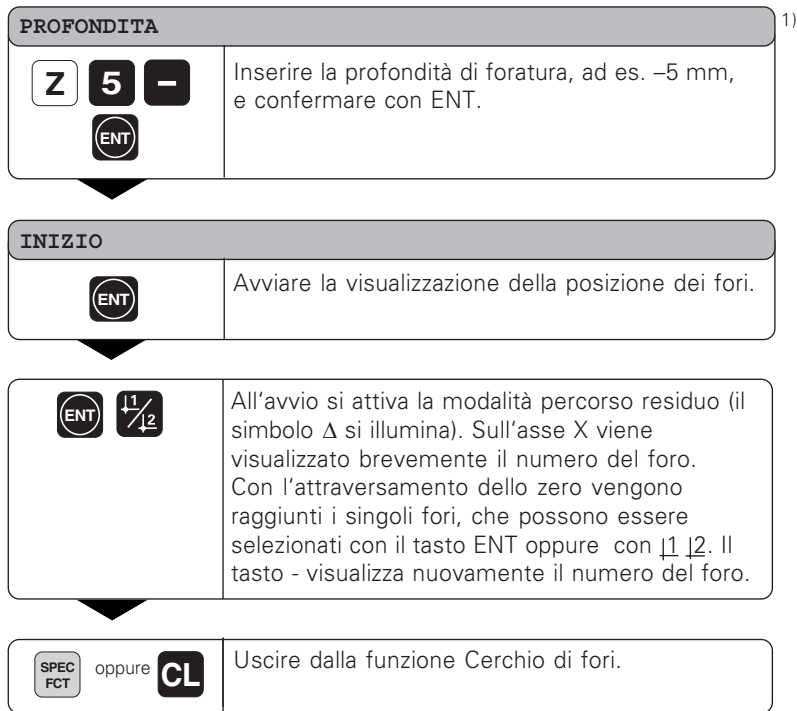 PROFONDITA
1)
Z 5 –
ENT
Inserire la profondità di foratura, ad es. –5 mm,
e confermare con ENT.
INIZIO
ENT
Avviare la visualizzazione della posizione dei fori.
ENT 1 2
All'avvio si attiva la modalità percorso residuo (il
simbolo Δ si illumina). Sull'asse X viene
visualizzato brevemente il numero del foro.
Con l'attraversamento dello zero vengono
raggiunti i singoli fori, che possono essere
selezionati con il tasto ENT oppure con 1 2. Il
tasto - visualizza nuovamente il numero del foro.
SPEC
FCT
oppure CL
Uscire dalla funzione Cerchio di fori.